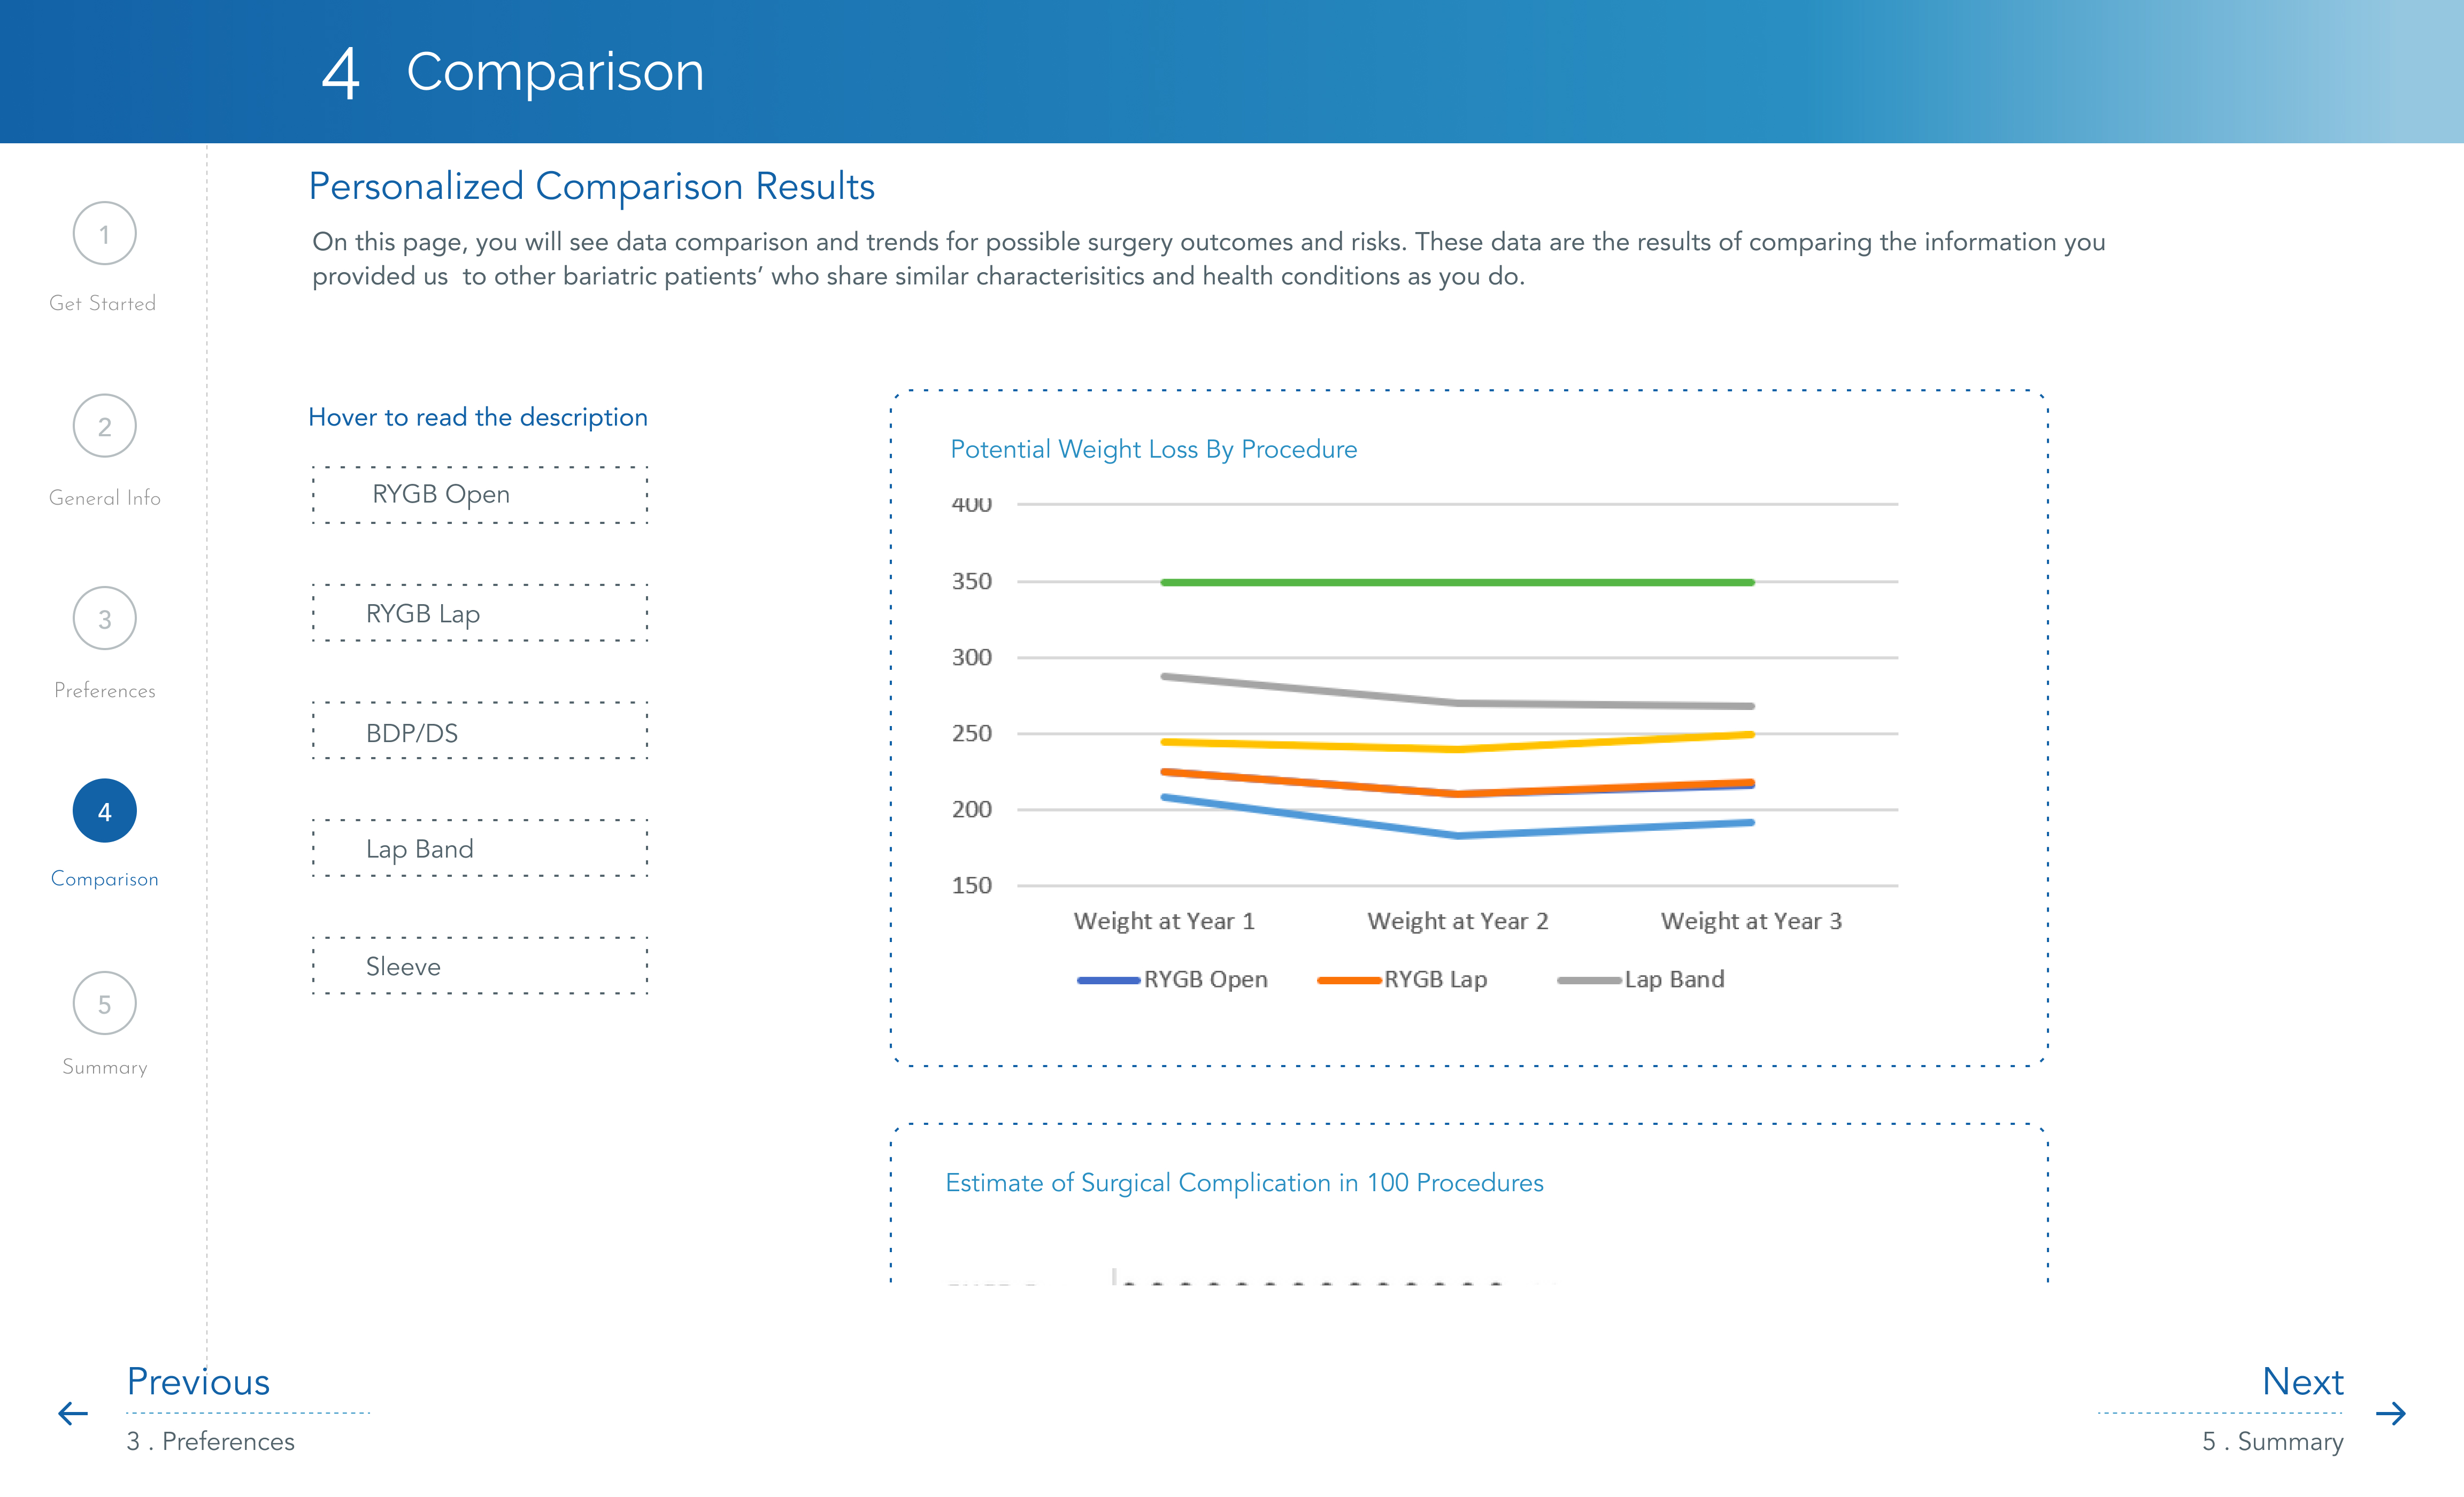 4 Comparison
Personalized Comparison Results
On this page, you will see data comparison and trends for possible surgery outcomes and risks. These data are the results of comparing the information you
provided us  to other bariatric patients’ who share similar characterisitics and health conditions as you do.
1
Get Started
2
General Info
3
Preferences
4
Comparison
5
Summary
Hover to read the description
RYGB Open
RYGB Lap
BDP/DS
Lap Band
Sleeve
Potential Weight Loss By Procedure
400
350
300
250
200
150
Weight at Year 1 Weight at Year 2 Weight at Year 3
RYGB Open RYGB Lap Lap Band
Estimate of Surgical Complication in 100 Procedures
Previous
3 . Preferences
Next
5 . Summary